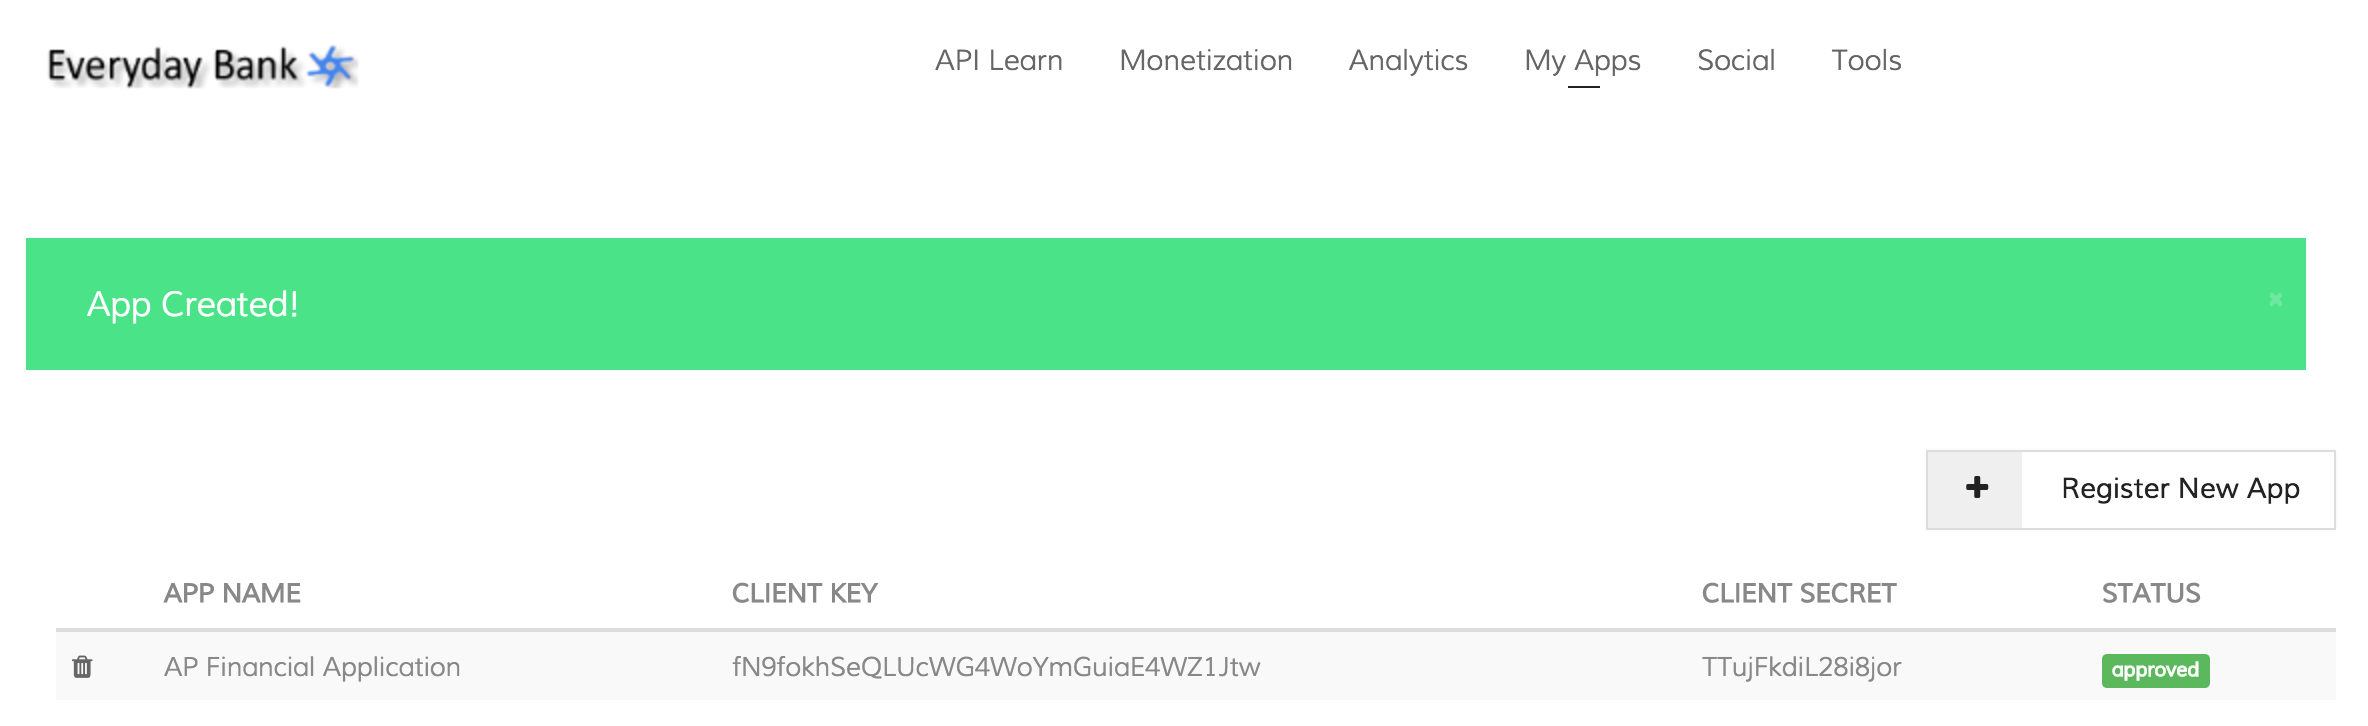 Everyday Bank
API Learn Monetization Analytics My Apps Social Tools
App Created!
Register New App
APP NAME CLIENT KEY CLIENT SECRET STATUS
AP Financial Application fN9fokhSeQLUcWG4WoYmGuiaE4WZ1Jtw TTujFkdiL28i8jor approved